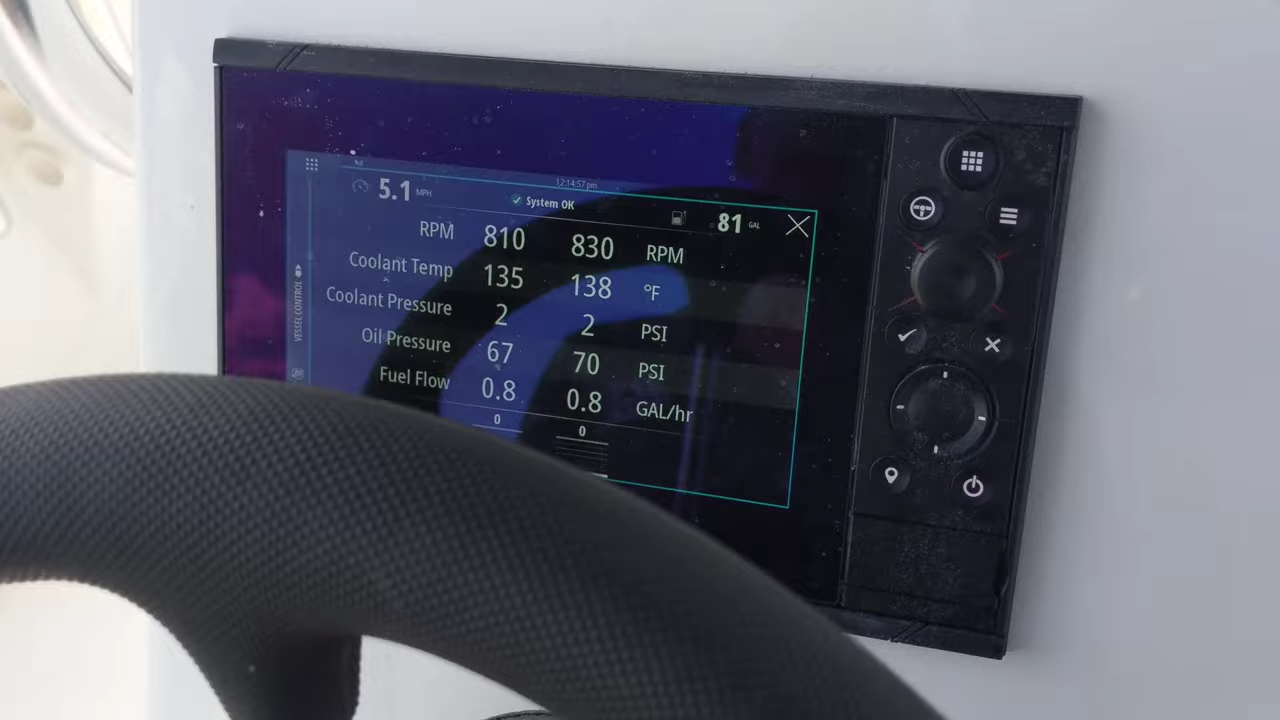 12:14:57 pm
5.1 MPH
System OK
81 GAL
RPM 810 830 RPM
Coolant Temp 135 138 °F
Coolant Pressure 2 2 PSI
Oil Pressure 67 70 PSI
Fuel Flow 0.8 0.8 GAL/hr
0 0
VESSEL CONTROL